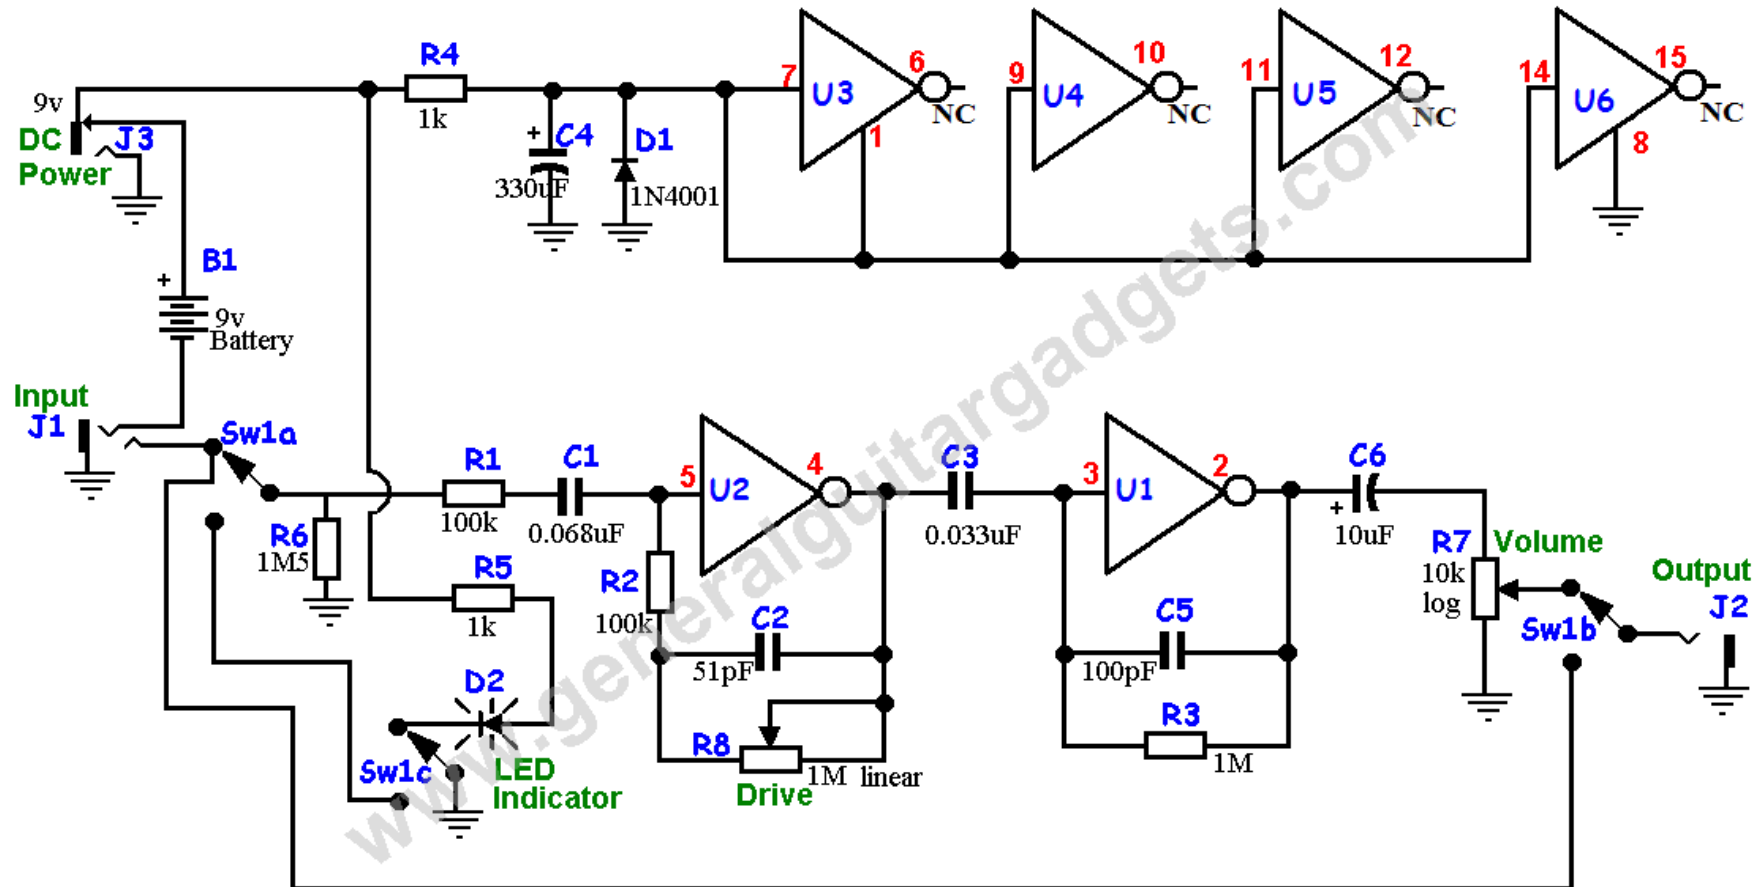 R4
1k
9v
DC
Power
J3
+
C4
330uF
D1
1N4001
7
U3
6
NC
1
9
U4
10
NC
11
U5
12
NC
14
U6
15
NC
8
B1
+
9v
Battery
Input
J1
Sw1a
R6
1M5
R1
100k
C1
0.068uF
5
U2
4
R2
100k
C2
51pF
R8
1M linear
Drive
C3
0.033uF
3
U1
2
C5
100pF
R3
1M
C6
+
10uF
R7
10k
log
Volume
Sw1b
Output
J2
R5
1k
D2
LED
Indicator
Sw1c
www.generalguitargadgets.com